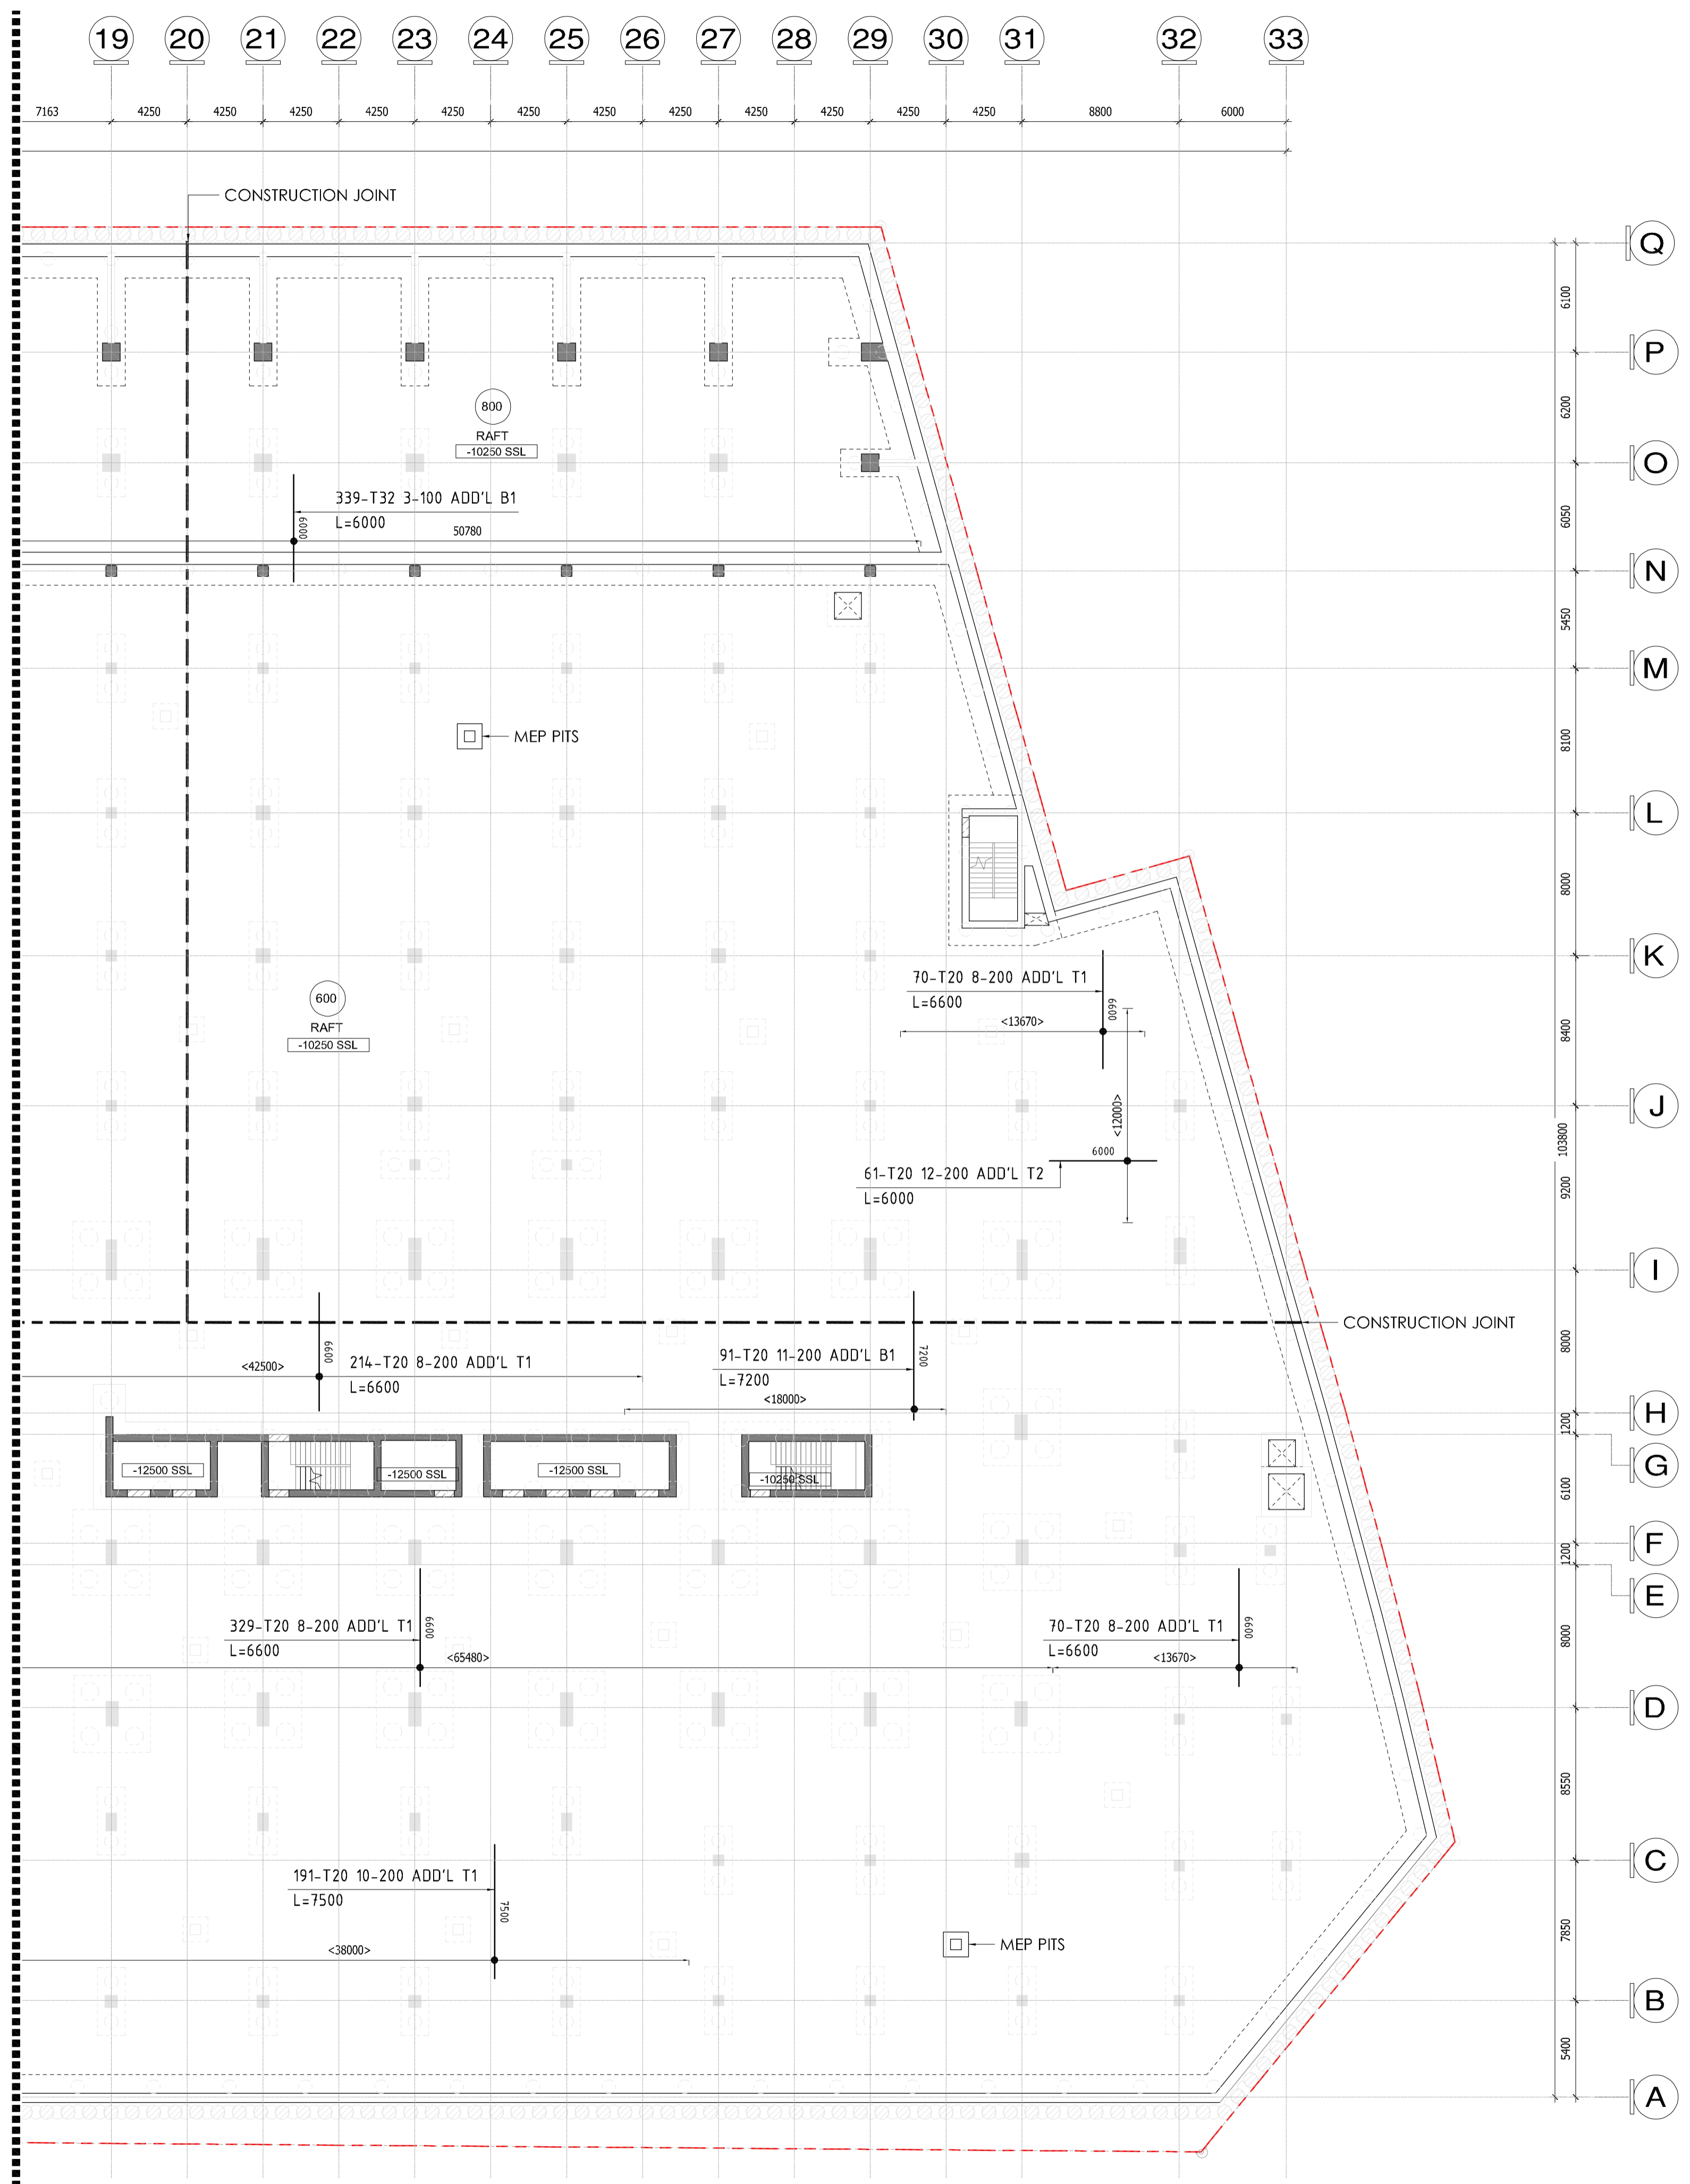 19 20 21 22 23 24 25 26 27 28 29 30 31 32 33
7163 4250 4250 4250 4250 4250 4250 4250 4250 4250 4250 4250 4250 8800 6000
CONSTRUCTION JOINT
Q
6100
P
800
RAFT
-10250 SSL
6200
O
339-T32 3-100 ADD'L B1
L=6000
6000
50780
6050
N
5450
M
MEP PITS
8100
L
8000
K
70-T20 8-200 ADD'L T1
L=6600
6600
<13670>
600
RAFT
-10250 SSL
8400
J
<12000>
103800
6000
61-T20 12-200 ADD'L T2
L=6000
9200
I
CONSTRUCTION JOINT
8000
<42500>
6600
214-T20 8-200 ADD'L T1
L=6600
91-T20 11-200 ADD'L B1
L=7200
7200
<18000>
H
1200
G
-12500 SSL
-12500 SSL
-12500 SSL
-10250 SSL
6100
F
1200
E
329-T20 8-200 ADD'L T1
L=6600
6600
<65480>
70-T20 8-200 ADD'L T1
L=6600
6600
<13670>
8000
D
8550
C
191-T20 10-200 ADD'L T1
L=7500
7500
<38000>
MEP PITS
7850
B
5400
A